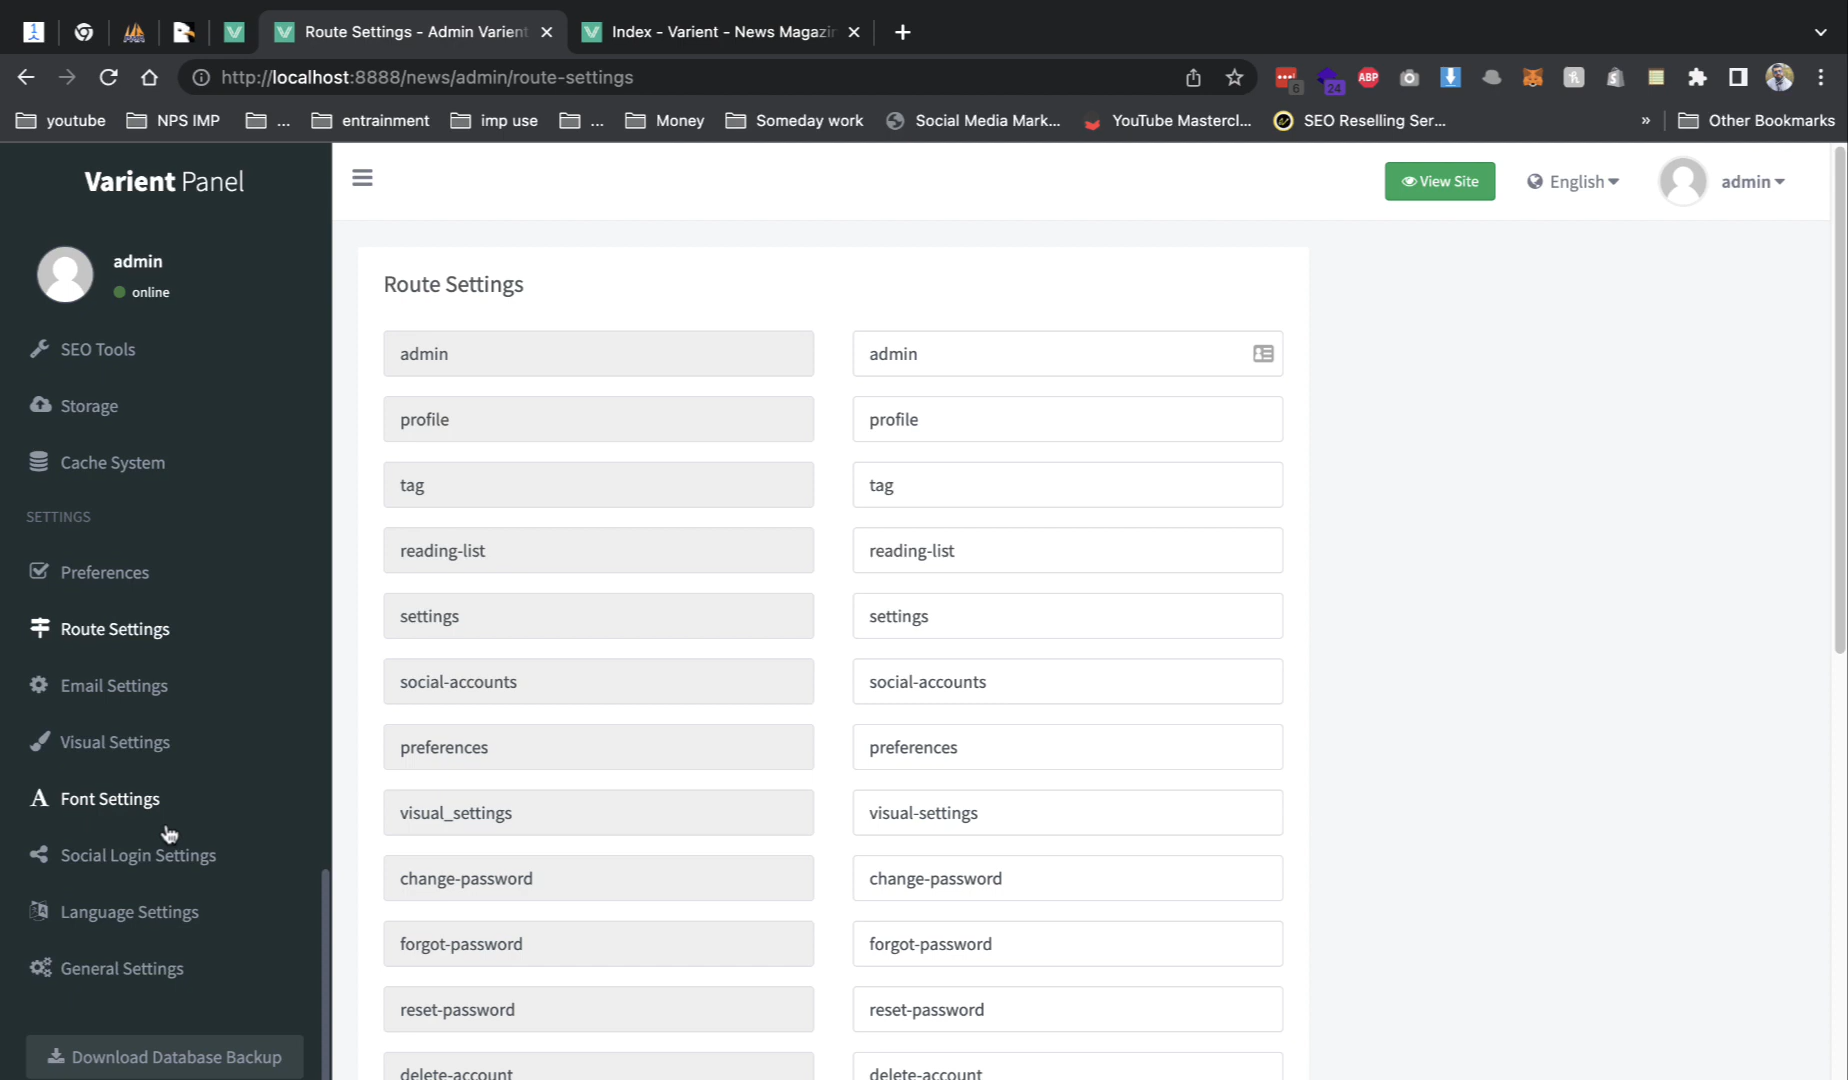 Route Settings - Admin Varient
Index - Varient - News Magazin
http://localhost:8888/news/admin/route-settings
6
24
ABP
youtube
NPS IMP
...
entrainment
imp use
...
Money
Someday work
Social Media Mark...
YouTube Mastercl...
SEO Reselling Ser...
»
Other Bookmarks
Varient Panel
View Site
English
admin
admin
online
SEO Tools
Storage
Cache System
SETTINGS
Preferences
Route Settings
Email Settings
Visual Settings
Font Settings
Social Login Settings
Language Settings
General Settings
Download Database Backup
Route Settings
admin
admin
profile
profile
tag
tag
reading-list
reading-list
settings
settings
social-accounts
social-accounts
preferences
preferences
visual_settings
visual-settings
change-password
change-password
forgot-password
forgot-password
reset-password
reset-password
delete-account
delete-account